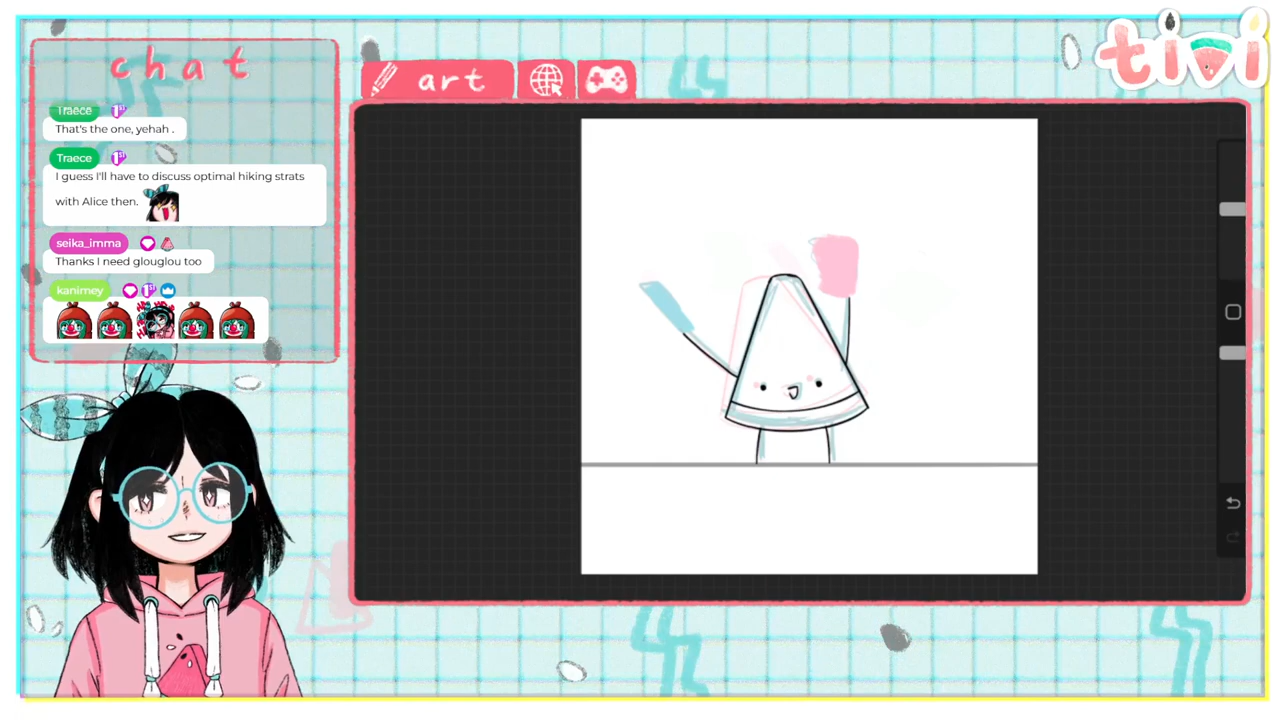 chat
art
tivi
Traece
That's the one, yehah .
Traece
I guess I'll have to discuss optimal hiking strats
with Alice then.
seika_imma
Thanks I need glouglou too
kanimey